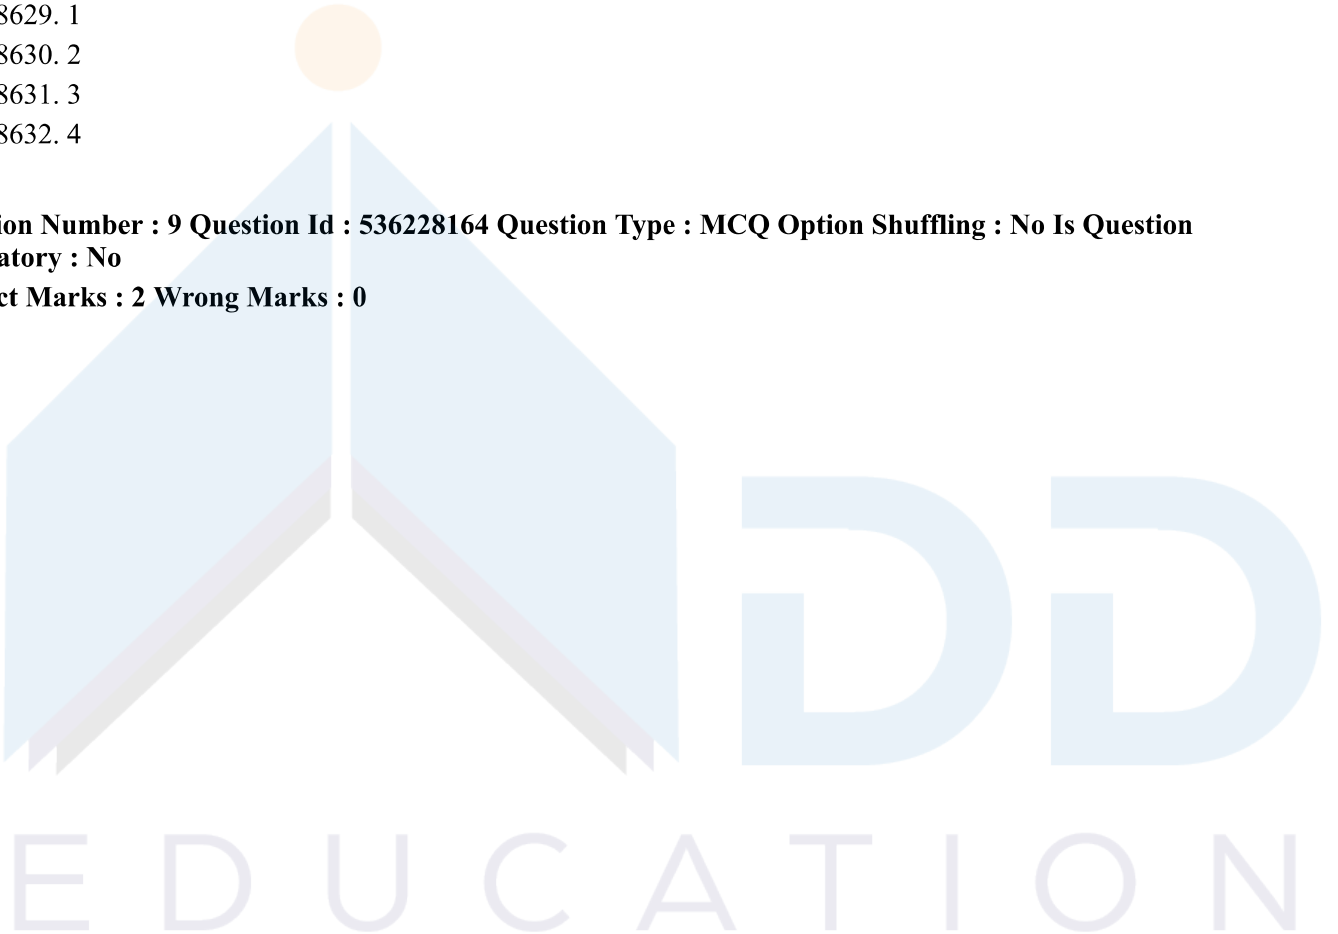 8629. 1
8630. 2
8631. 3
8632. 4
ion Number : 9 Question Id : 536228164 Question Type : MCQ Option Shuffling : No Is Question
atory : No
ct Marks : 2 Wrong Marks : 0
DD
EDUCATION